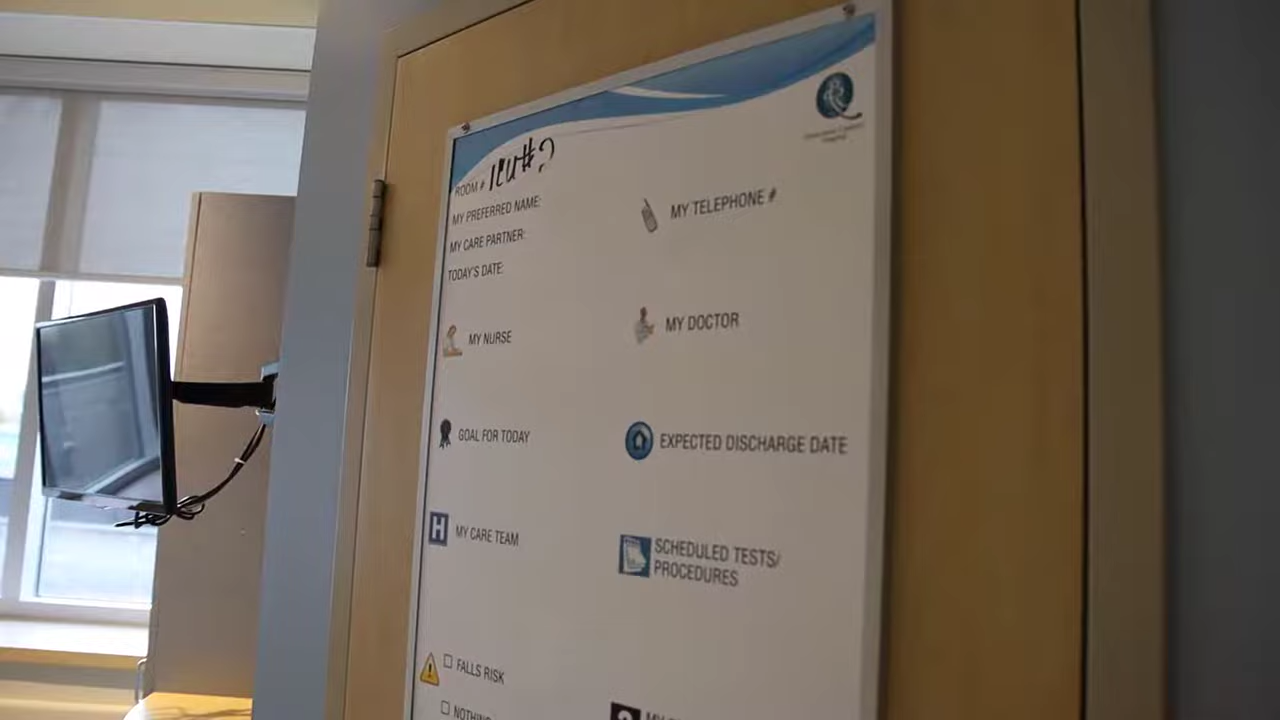 ROOM # ICU#2
MY PREFERRED NAME:
MY TELEPHONE #
MY CARE PARTNER:
TODAY'S DATE:
MY NURSE
MY DOCTOR
GOAL FOR TODAY
EXPECTED DISCHARGE DATE
H MY CARE TEAM
SCHEDULED TESTS/
PROCEDURES
FALLS RISK